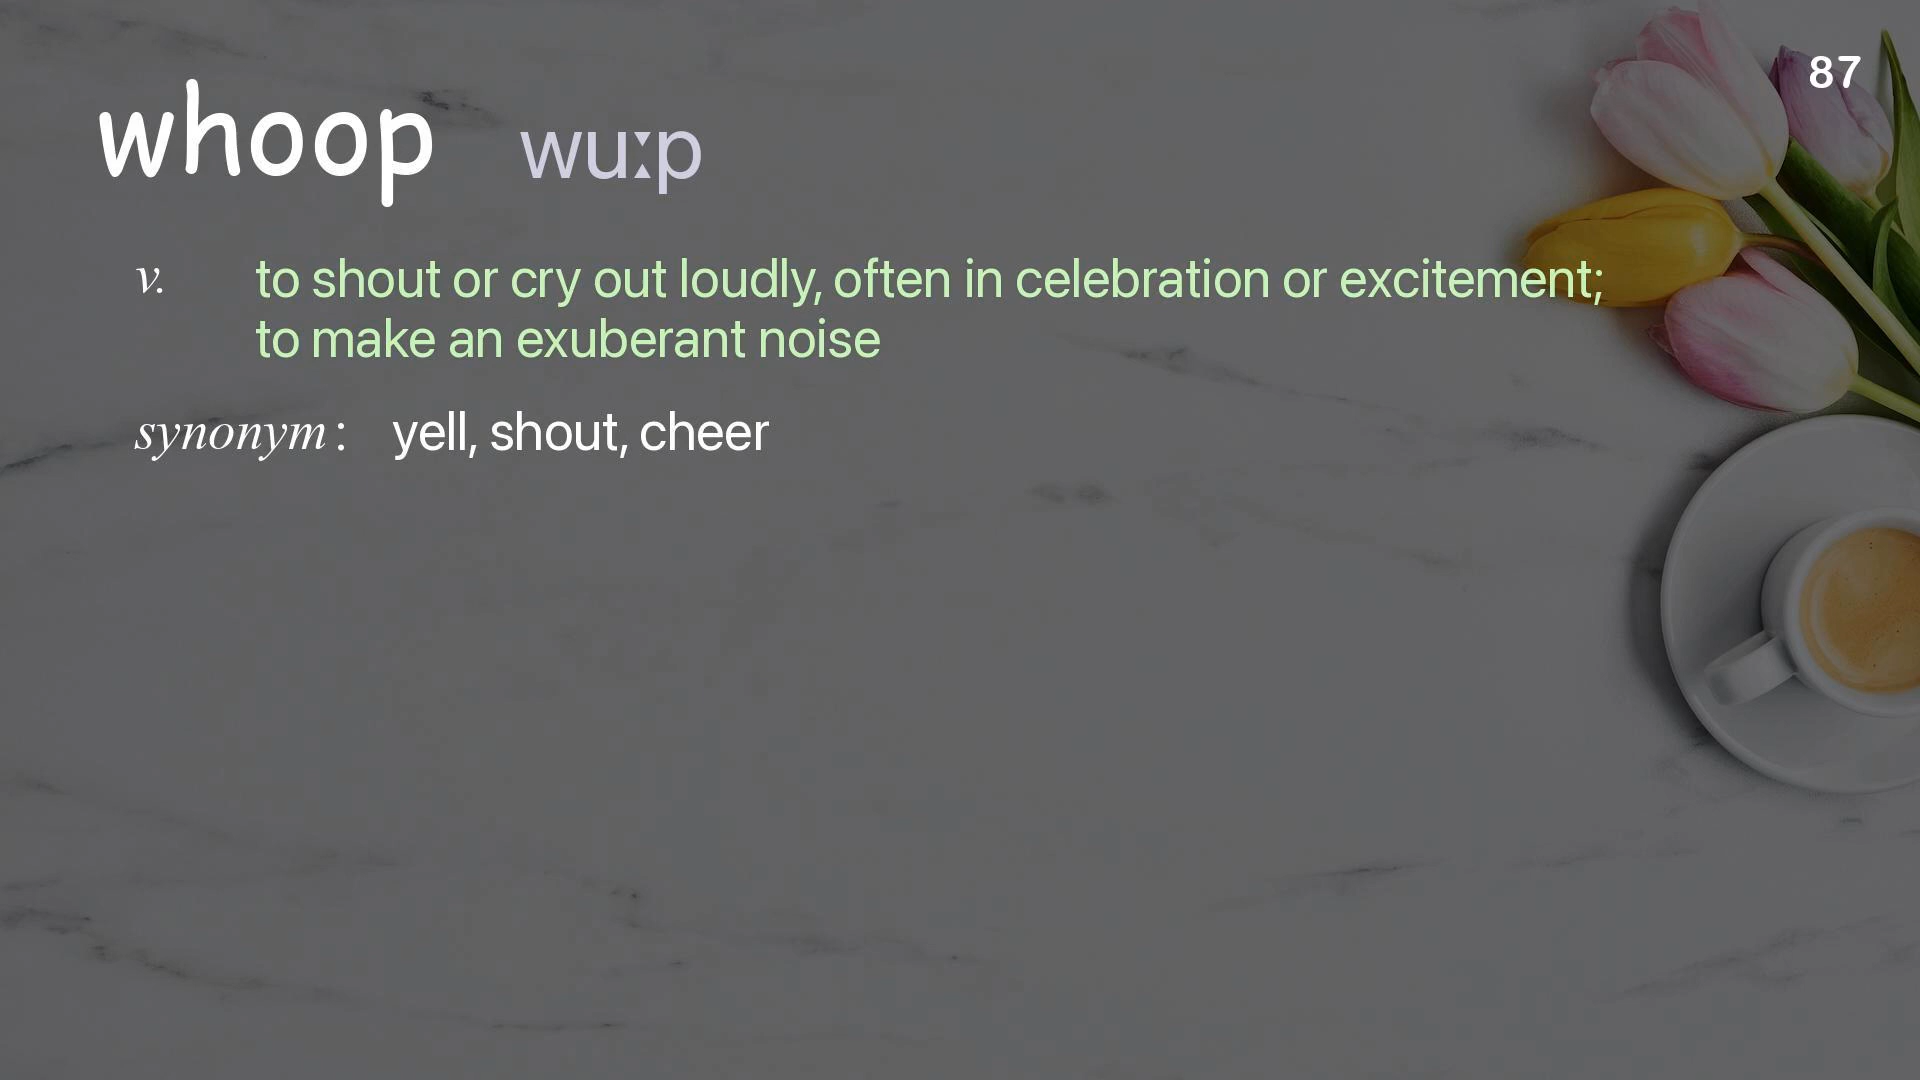 87
whoop wuːp
v. to shout or cry out loudly, often in celebration or excitement;
to make an exuberant noise
synonym : yell, shout, cheer